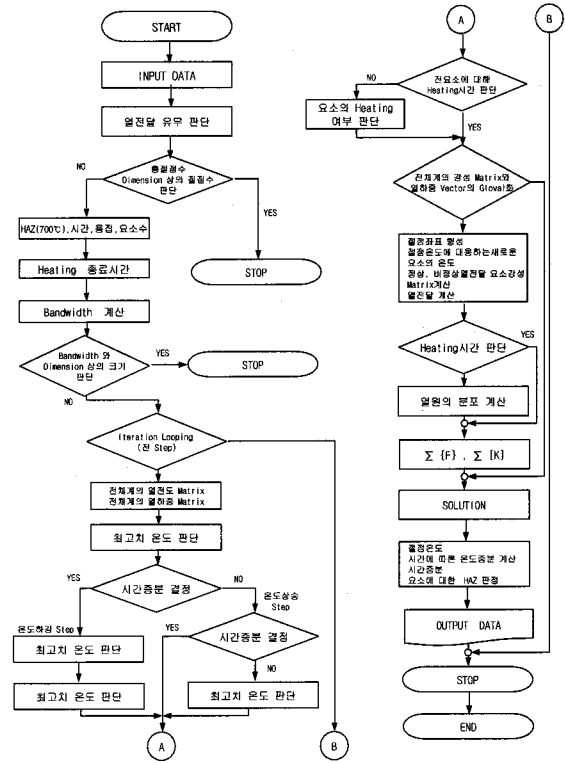 START
INPUT DATA
열전달 유무 판단
총절점수
Dimension 상의 절점수
판단
NO
YES
STOP
HAZ(700℃),시간,용접,요소수
Heating 종료시간
Bandwidth 계산
Bandwidth 와
Dimension 상의 크기
판단
YES
STOP
NO
Iteration Looping
(전 Step)
전체계의 열전도 Matrix
전체계의 열하중 Matrix
최고치 온도 판단
YES
시간증분 결정
NO
온도상승
Step
온도하강 Step
YES
시간증분 결정
최고치 온도 판단
NO
최고치 온도 판단
최고치 온도 판단
A
B
A
B
전요소에 대해
Heating시간 판단
NO
요소의 Heating
여부 판단
YES
전체계의 강성 Matrix와
열하중 Vector의 Gloval화
절점좌표 형성
절점온도에 대응하는새로운
요소의 온도
정상, 비정상열전달 요소강성
Matrix계산
열전달 계산
YES
Heating시간 판단
열원의 분포 계산
∑ {F} , ∑ [K]
SOLUTION
절점온도
시간에 따른 온도증분 계산
시간증분
요소에 대한 HAZ 판정
OUTPUT DATA
STOP
END